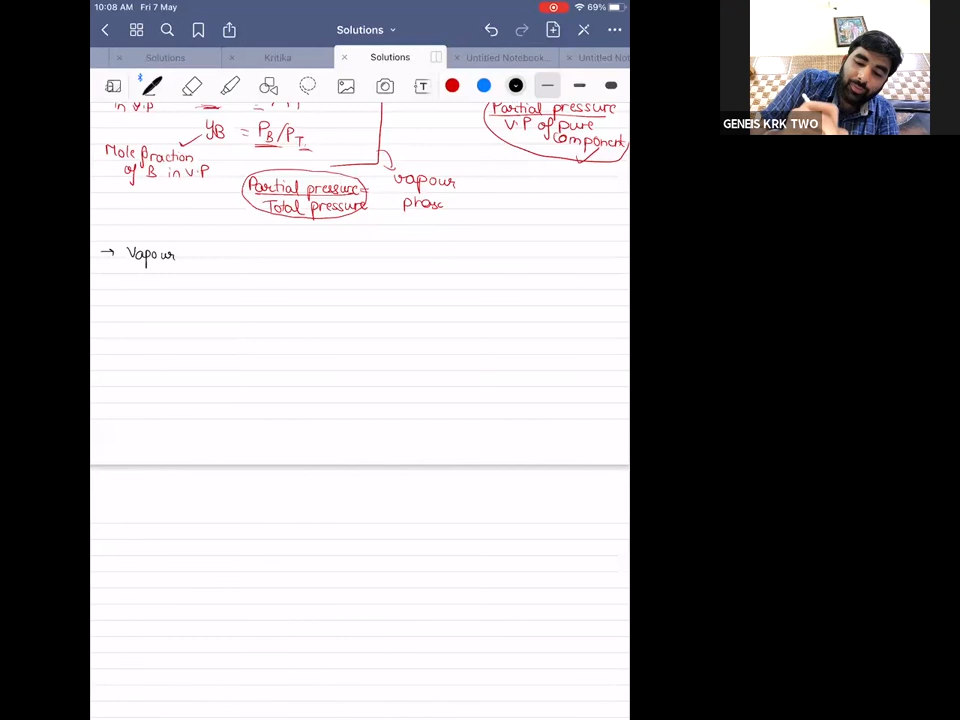 10:08 AM Fri 7 May
69%
Solutions
Solutions
Kritika
Solutions
Untitled Notebook...
Untitled Not
in V.P
yB = PB/PT
Mole fraction
of B in V.P
Partial pressure
Total pressure
vapour
phase
Partial pressure
V.P of pure
Component
→ Vapour
GENEIS KRK TWO